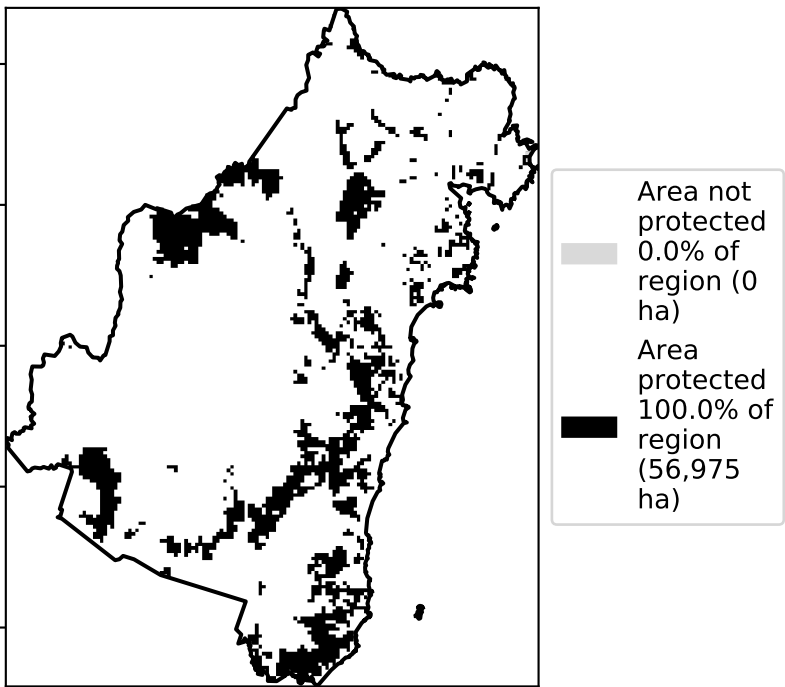 Area not
protected
0.0% of
region (0
ha)
Area
protected
100.0% of
region
(56,975
ha)